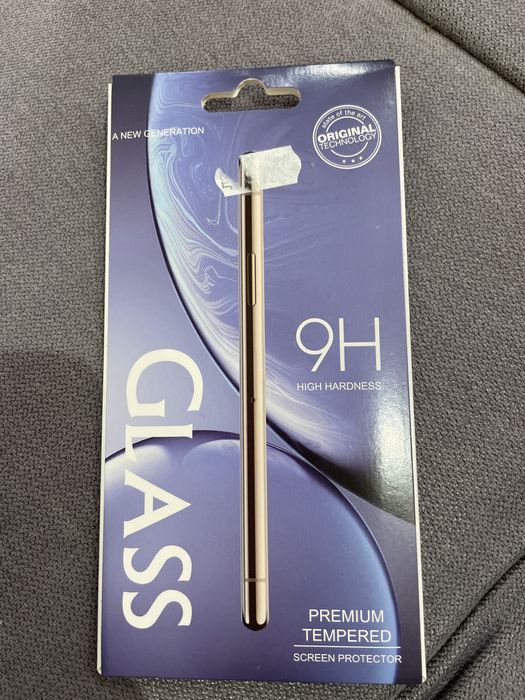 A NEW GENERATION
state of the art
ORIGINAL
TECHNOLOGY
GLASS
9H
HIGH HARDNESS
PREMIUM
TEMPERED
SCREEN PROTECTOR